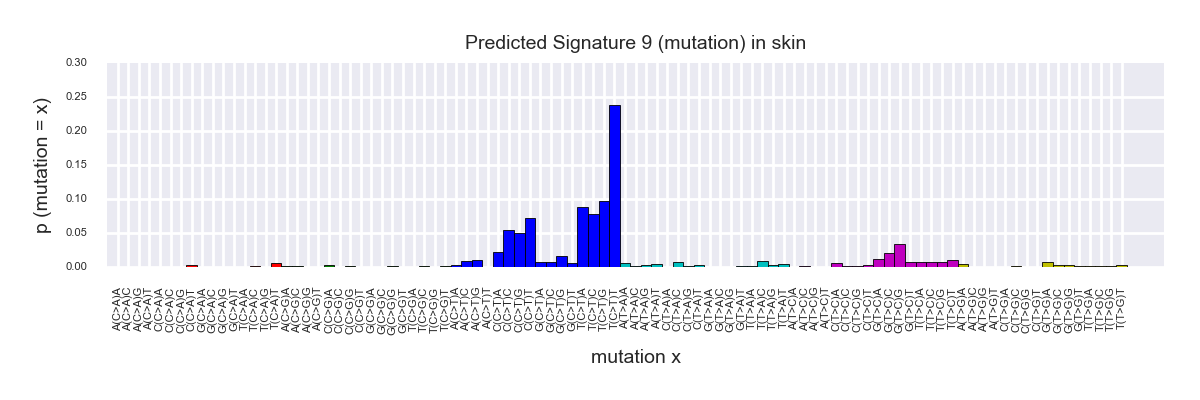 Predicted Signature 9 (mutation) in skin
p (mutation = x)
0.30
0.25
0.20
0.15
0.10
0.05
0.00
A(C>A)A
A(C>A)C
A(C>A)G
A(C>A)T
C(C>A)A
C(C>A)C
C(C>A)G
C(C>A)T
G(C>A)A
G(C>A)C
G(C>A)G
G(C>A)T
T(C>A)A
T(C>A)C
T(C>A)G
T(C>A)T
A(C>G)A
A(C>G)C
A(C>G)G
A(C>G)T
C(C>G)A
C(C>G)C
C(C>G)G
C(C>G)T
G(C>G)A
G(C>G)C
G(C>G)G
G(C>G)T
T(C>G)A
T(C>G)C
T(C>G)G
T(C>G)T
A(C>T)A
A(C>T)C
A(C>T)G
A(C>T)T
C(C>T)A
C(C>T)C
C(C>T)G
C(C>T)T
G(C>T)A
G(C>T)C
G(C>T)G
G(C>T)T
T(C>T)A
T(C>T)C
T(C>T)G
T(C>T)T
A(T>A)A
A(T>A)C
A(T>A)G
A(T>A)T
C(T>A)A
C(T>A)C
C(T>A)G
C(T>A)T
G(T>A)A
G(T>A)C
G(T>A)G
G(T>A)T
T(T>A)A
T(T>A)C
T(T>A)G
T(T>A)T
A(T>C)A
A(T>C)C
A(T>C)G
A(T>C)T
C(T>C)A
C(T>C)C
C(T>C)G
C(T>C)T
G(T>C)A
G(T>C)C
G(T>C)G
G(T>C)T
T(T>C)A
T(T>C)C
T(T>C)G
T(T>C)T
A(T>G)A
A(T>G)C
A(T>G)G
A(T>G)T
C(T>G)A
C(T>G)C
C(T>G)G
C(T>G)T
G(T>G)A
G(T>G)C
G(T>G)G
G(T>G)T
T(T>G)A
T(T>G)C
T(T>G)G
T(T>G)T
mutation x